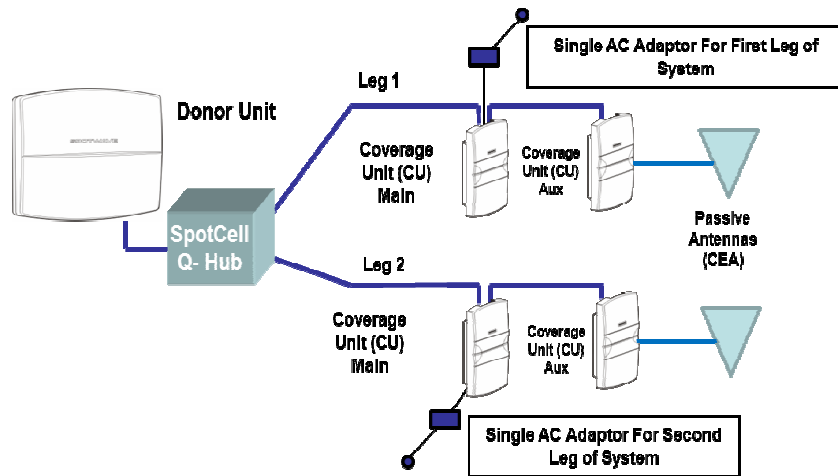 Single AC Adaptor For First Leg of
System
Leg 1
Donor Unit
SPOTWAVE
Coverage
Unit (CU)
Main
Coverage
Unit (CU)
Aux
Passive
Antennas
(CEA)
SpotCell
Q- Hub
Leg 2
Coverage
Unit (CU)
Main
Coverage
Unit (CU)
Aux
Single AC Adaptor For Second
Leg of System